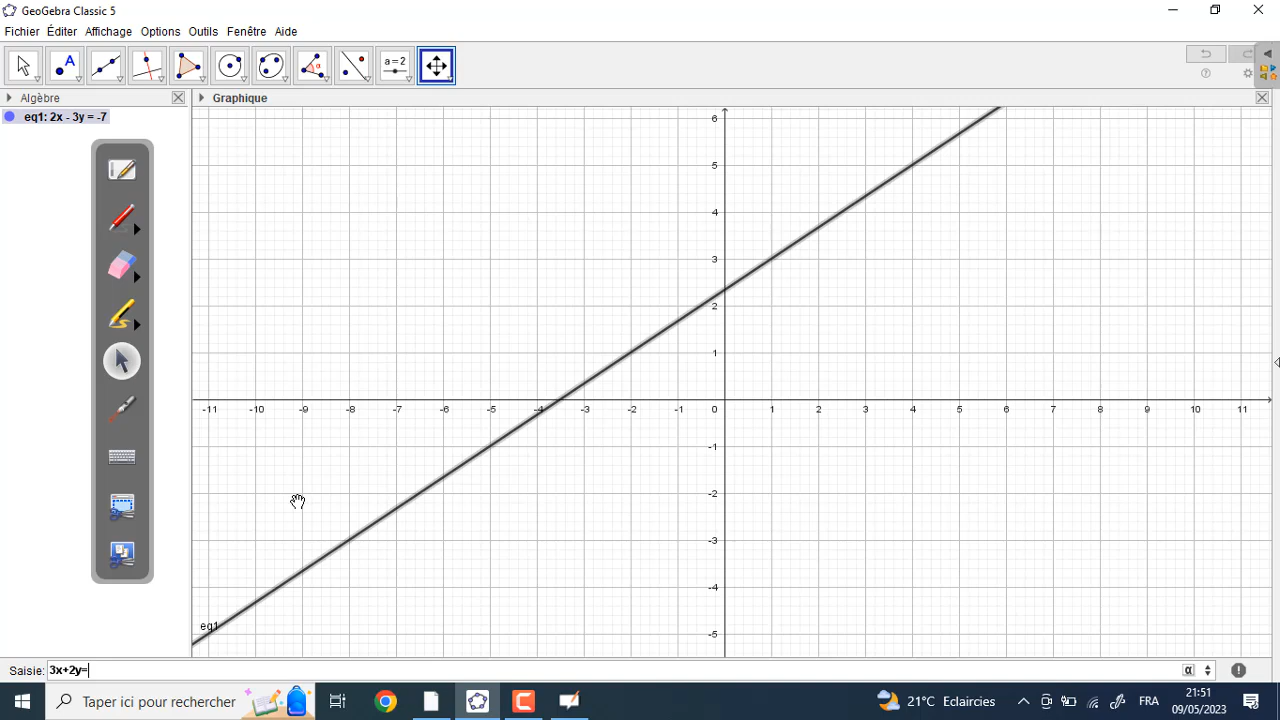 GeoGebra Classic 5
Fichier Éditer Affichage Options Outils Fenêtre Aide
A
α
a=2
Algèbre
Graphique
eq1: 2x - 3y = -7
6
5
4
3
2
1
-11 -10 -9 -8 -7 -6 -5 -4 -3 -2 -1 0 1 2 3 4 5 6 7 8 9 10 11
-1
-2
-3
-4
-5
eq1
Saisie: 3x+2y=
α
Taper ici pour rechercher
21°C Eclaircies
FRA
21:51
09/05/2023